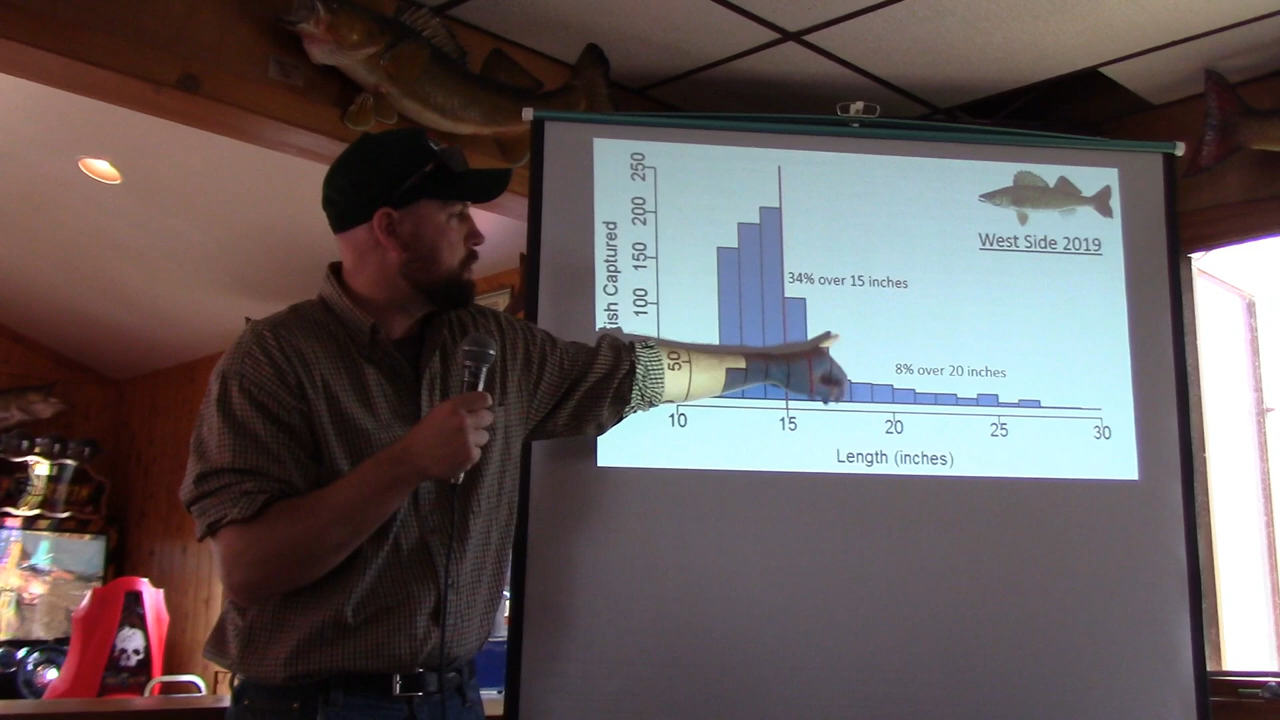 250
200
150
100
50
ish Captured
West Side 2019
34% over 15 inches
8% over 20 inches
10 15 20 25 30
Length (inches)